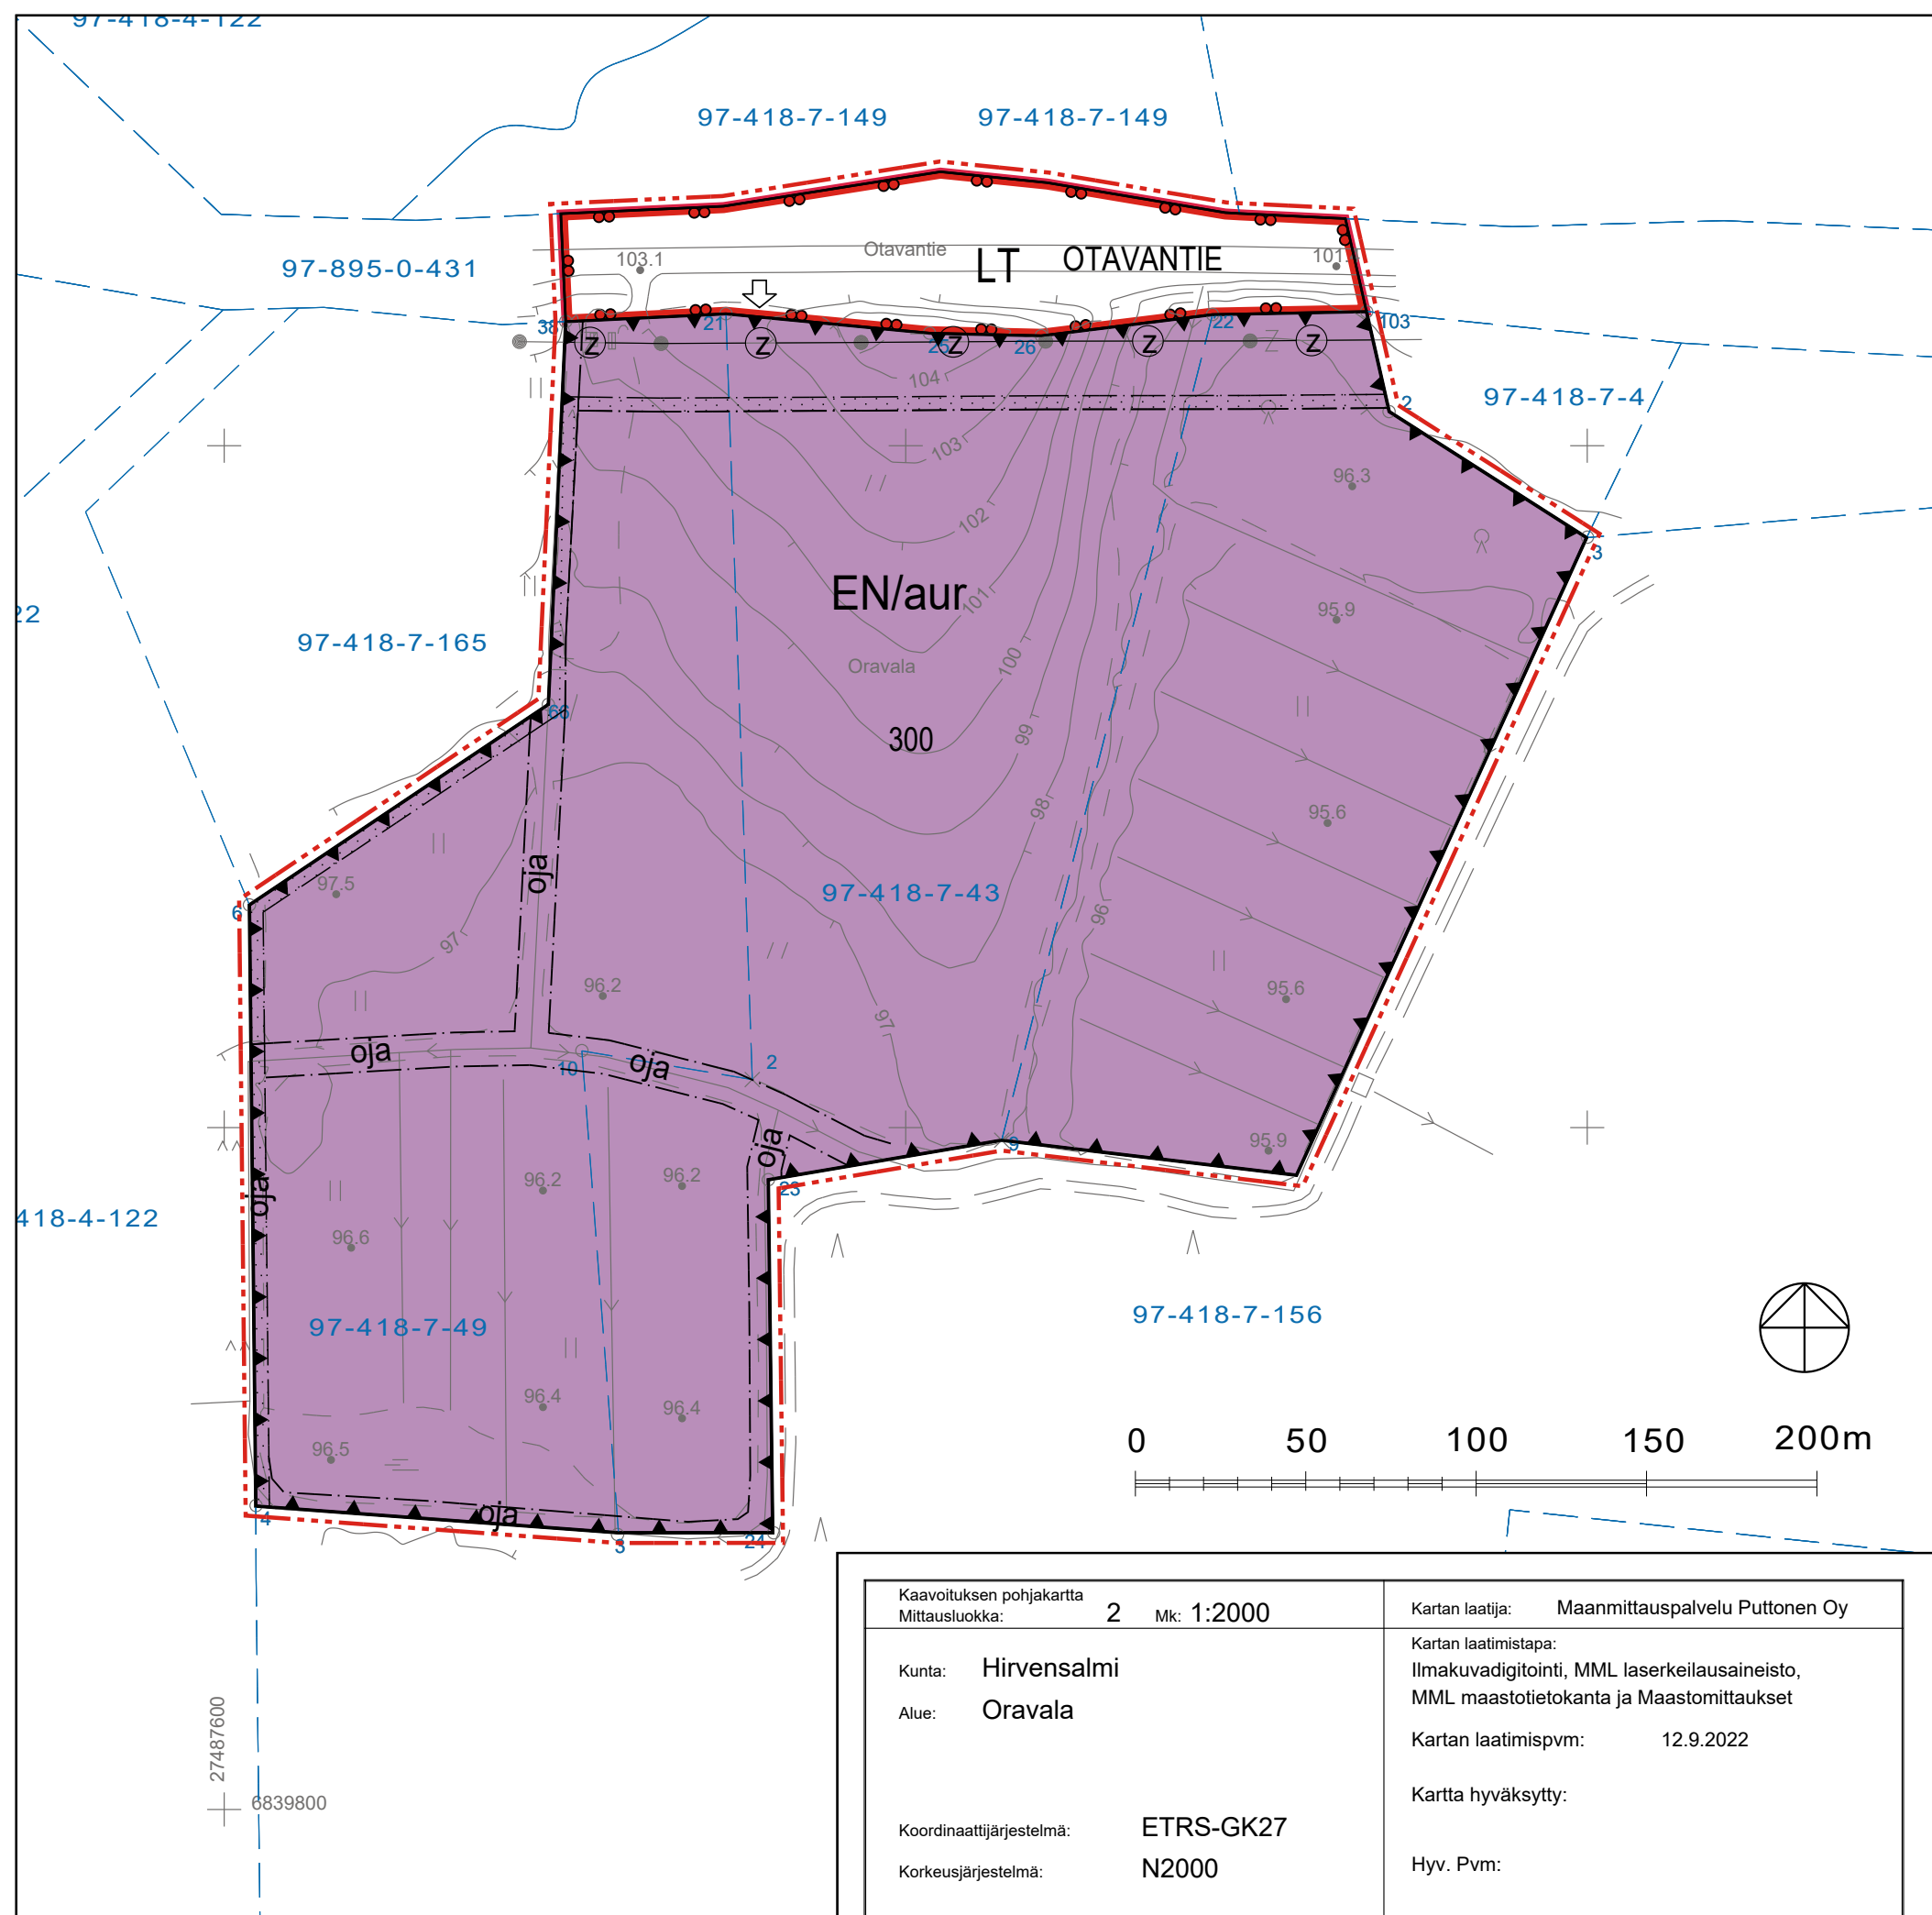 97-418-4-122
97-418-7-149
97-418-7-149
97-895-0-431
Otavantie
LT
OTAVANTIE
103.1
101.
38
21
25
26
22
103
Z
Z
Z
Z
Z
Z
104
2
97-418-7-4
103
96.3
102
3
EN/aur
101
95.9
22
97-418-7-165
Oravala
100
66
300
99
98
95.6
oja
97.5
97-418-7-43
6
97
96
96.2
95.6
97
oja
oja
10
2
oja
9
95.9
96.2
96.2
23
oja
418-4-122
96.6
97-418-7-49
97-418-7-156
96.4
96.4
96.5
0 50 100 150 200m
oja
4
3
24
Kaavoituksen pohjakartta
Mittausluokka: 2 Mk: 1:2000
Kartan laatija: Maanmittauspalvelu Puttonen Oy
Kunta: Hirvensalmi
Alue: Oravala
Kartan laatimistapa:
Ilmakuvadigitointi, MML laserkeilausaineisto,
MML maastotietokanta ja Maastomittaukset
Kartan laatimispvm: 12.9.2022
Kartta hyväksytty:
Koordinaattijärjestelmä: ETRS-GK27
Korkeusjärjestelmä: N2000
Hyv. Pvm:
27487600
6839800